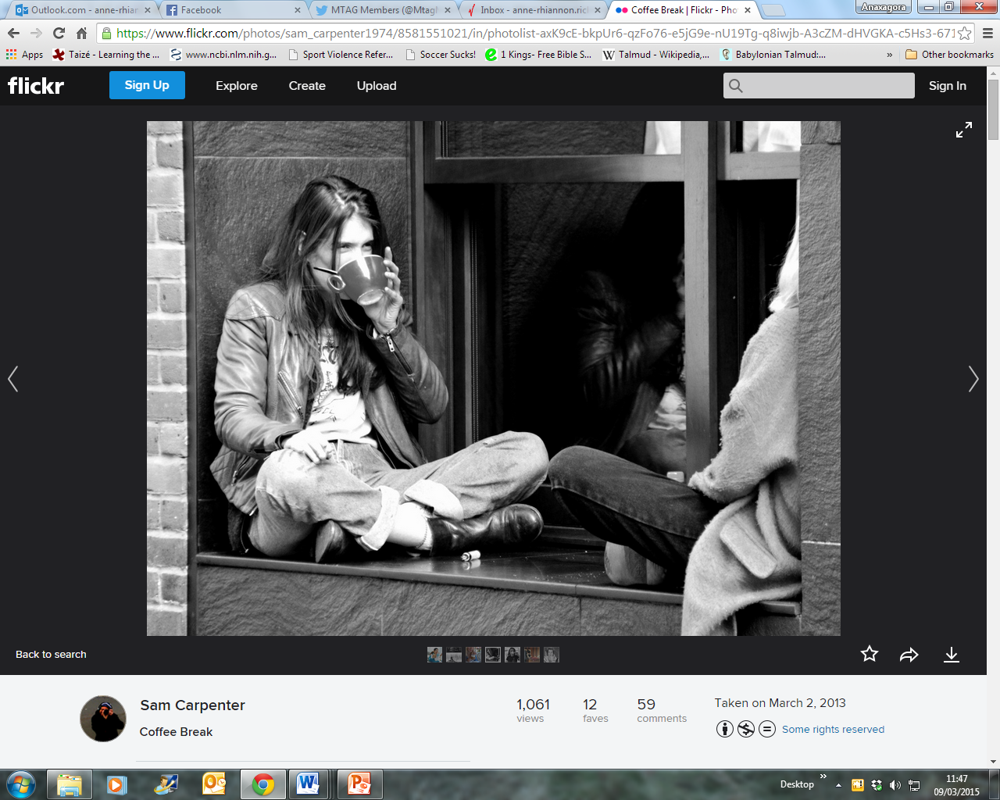 Outlook.com - anne-rhian
Facebook
MTAG Members (@Mtag
Inbox - anne-rhiannon.ric
Coffee Break | Flickr - Pho
Anaxagora
https://www.flickr.com/photos/sam_carpenter1974/8581551021/in/photolist-axK9cE-bkpUr6-qzFo76-e5jG9e-nU19Tg-q8iwjb-A3cZM-dHVGKA-c5Hs3-671
Apps
Taizé - Learning the ...
www.ncbi.nlm.nih.g...
Sport Violence Refer...
Soccer Sucks!
1 Kings- Free Bible S...
Talmud - Wikipedia,...
Babylonian Talmud:...
»
Other bookmarks
flickr
Sign Up
Explore
Create
Upload
Sign In
Back to search
Sam Carpenter
Coffee Break
1,061
views
12
faves
59
comments
Taken on March 2, 2013
Some rights reserved
Desktop
»
11:47
09/03/2015